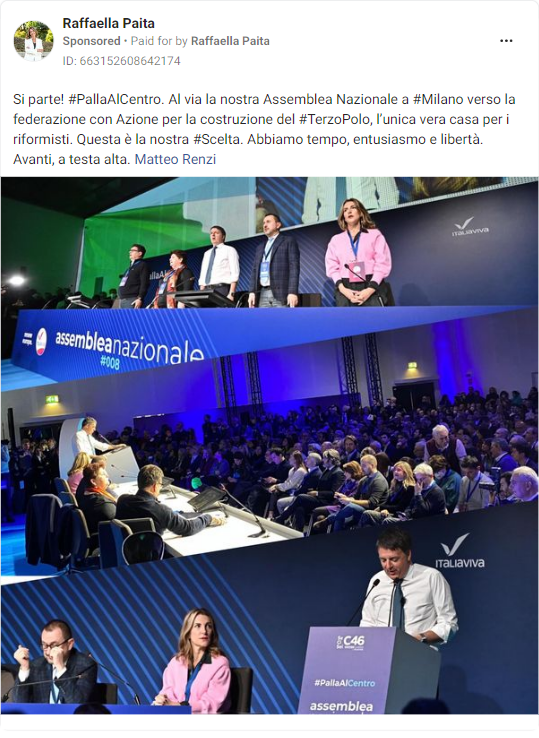 Raffaella Paita
Sponsored • Paid for by Raffaella Paita
ID: 663152608642174
Si parte! #PallaAlCentro. Al via la nostra Assemblea Nazionale a #Milano verso la
federazione con Azione per la costruzione del #TerzoPolo, l’unica vera casa per i
riformisti. Questa è la nostra #Scelta. Abbiamo tempo, entusiasmo e libertà.
Avanti, a testa alta. Matteo Renzi
#PallaAlCentro
ITALIAVIVA
assembleanazionale
#008
ITALIAVIVA
C46
#PallaAlCentro
assemblea